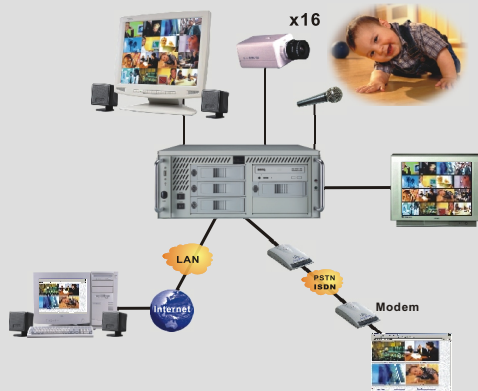 x16
LAN
PSTN
ISDN
Internet
Modem